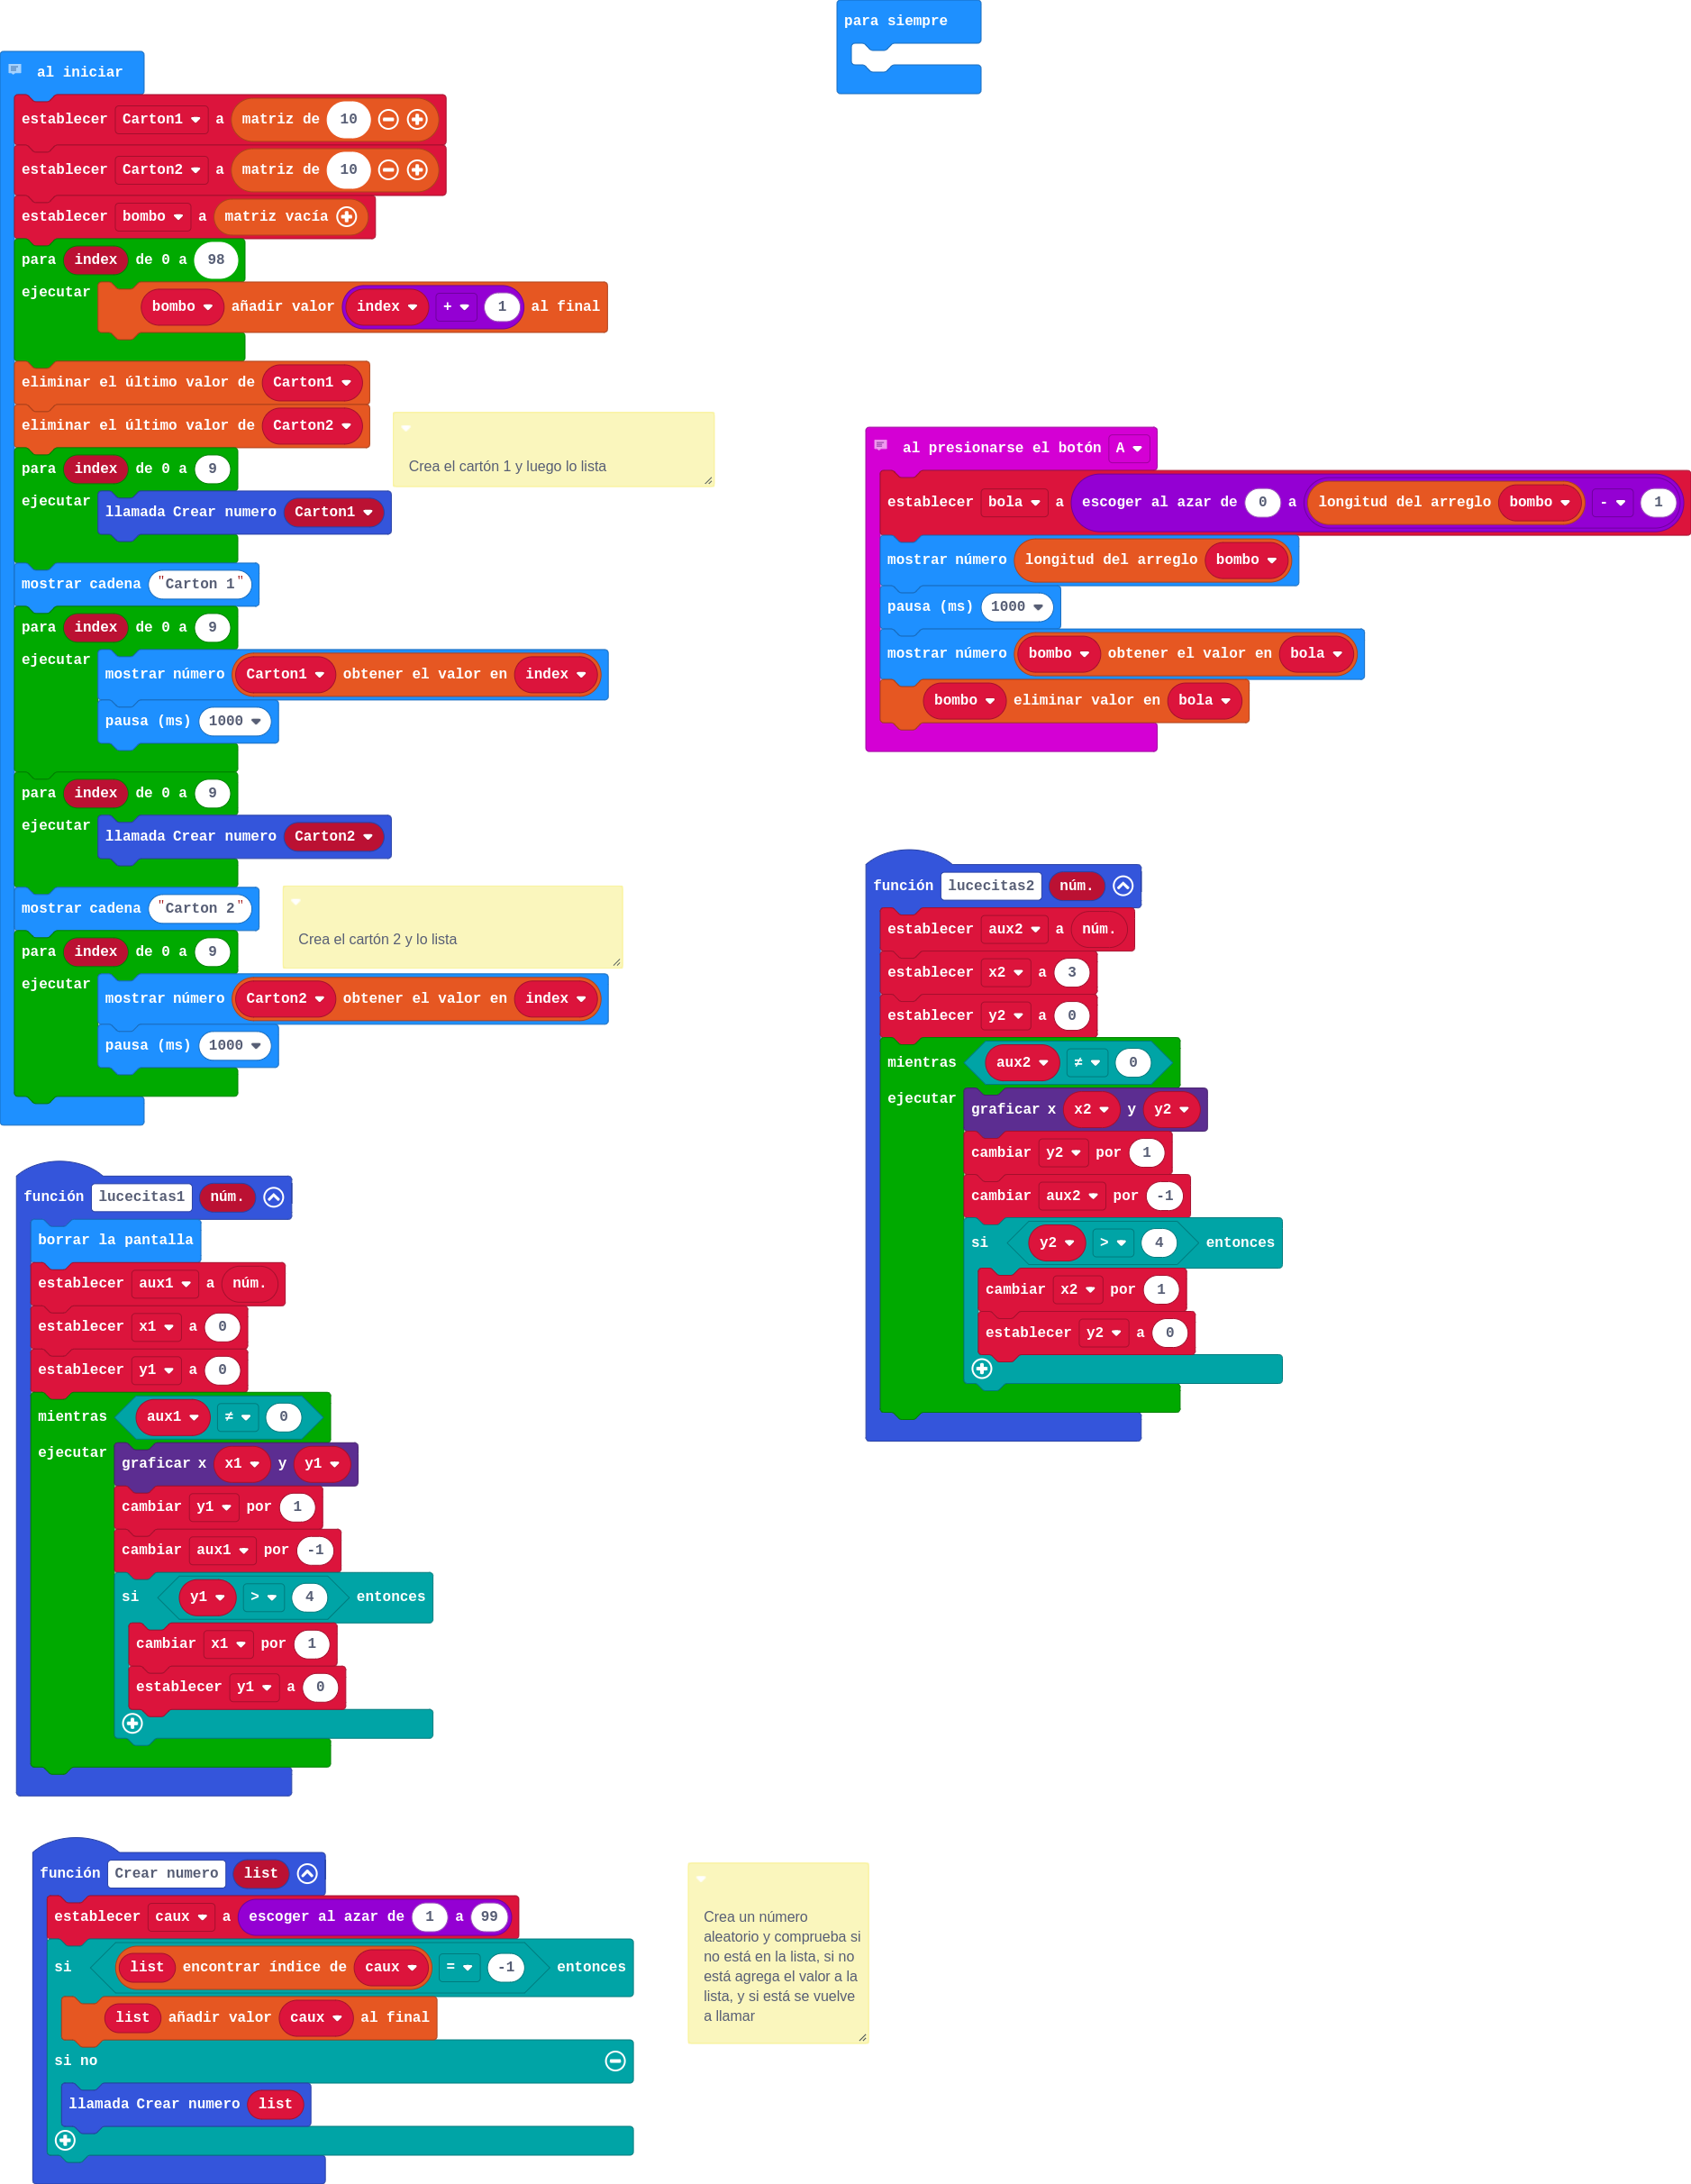 para siempre
al iniciar
establecer Carton1 a matriz de 10
establecer Carton2 a matriz de 10
establecer bombo a matriz vacía
para index de 0 a 98
ejecutar bombo añadir valor index + 1 al final
eliminar el último valor de Carton1
eliminar el último valor de Carton2
para index de 0 a 9
ejecutar llamada Crear numero Carton1
Crea el cartón 1 y luego lo lista
mostrar cadena "Carton 1"
para index de 0 a 9
ejecutar mostrar número Carton1 obtener el valor en index
pausa (ms) 1000
para index de 0 a 9
ejecutar llamada Crear numero Carton2
mostrar cadena "Carton 2"
Crea el cartón 2 y lo lista
para index de 0 a 9
ejecutar mostrar número Carton2 obtener el valor en index
pausa (ms) 1000
al presionarse el botón A
establecer bola a escoger al azar de 0 a longitud del arreglo bombo - 1
mostrar número longitud del arreglo bombo
pausa (ms) 1000
mostrar número bombo obtener el valor en bola
bombo eliminar valor en bola
función lucecitas2 núm.
establecer aux2 a núm.
establecer x2 a 3
establecer y2 a 0
mientras aux2 ≠ 0
ejecutar graficar x x2 y y2
cambiar y2 por 1
cambiar aux2 por -1
si y2 > 4 entonces
cambiar x2 por 1
establecer y2 a 0
función lucecitas1 núm.
borrar la pantalla
establecer aux1 a núm.
establecer x1 a 0
establecer y1 a 0
mientras aux1 ≠ 0
ejecutar graficar x x1 y y1
cambiar y1 por 1
cambiar aux1 por -1
si y1 > 4 entonces
cambiar x1 por 1
establecer y1 a 0
función Crear numero list
establecer caux a escoger al azar de 1 a 99
si list encontrar índice de caux = -1 entonces
list añadir valor caux al final
si no
llamada Crear numero list
Crea un número
aleatorio y comprueba si
no está en la lista, si no
está agrega el valor a la
lista, y si está se vuelve
a llamar